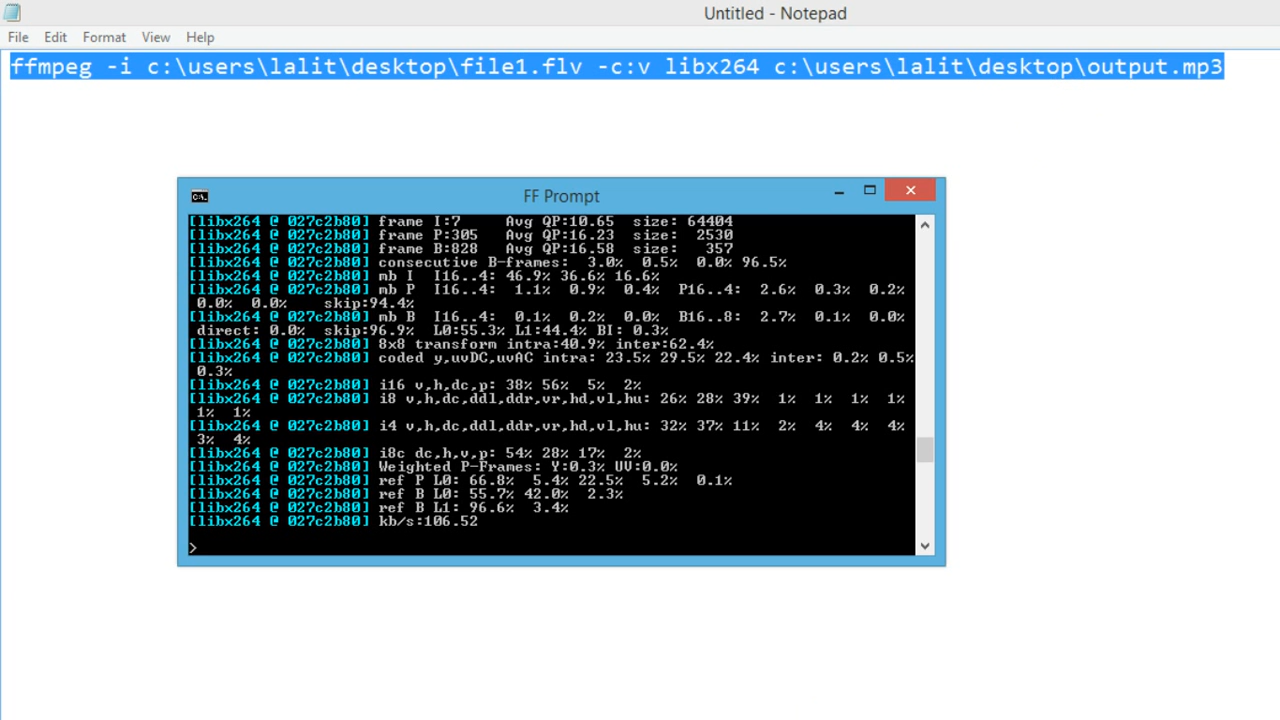 Untitled - Notepad
File Edit Format View Help
ffmpeg -i c:\users\lalit\desktop\file1.flv -c:v libx264 c:\users\lalit\desktop\output.mp3
FF Prompt
[libx264 @ 027c2b80] frame I:7 Avg QP:10.65 size: 64404
[libx264 @ 027c2b80] frame P:305 Avg QP:16.23 size: 2530
[libx264 @ 027c2b80] frame B:828 Avg QP:16.58 size: 357
[libx264 @ 027c2b80] consecutive B-frames: 3.0% 0.5% 0.0% 96.5%
[libx264 @ 027c2b80] mb I I16..4: 46.9% 36.6% 16.6%
[libx264 @ 027c2b80] mb P I16..4: 1.1% 0.9% 0.4% P16..4: 2.6% 0.3% 0.2%
0.0% 0.0% skip:94.4%
[libx264 @ 027c2b80] mb B I16..4: 0.1% 0.2% 0.0% B16..8: 2.7% 0.1% 0.0%
direct: 0.0% skip:96.9% L0:55.3% L1:44.4% BI: 0.3%
[libx264 @ 027c2b80] 8x8 transform intra:40.9% inter:62.4%
[libx264 @ 027c2b80] coded y,uvDC,uvAC intra: 23.5% 29.5% 22.4% inter: 0.2% 0.5%
0.3%
[libx264 @ 027c2b80] i16 v,h,dc,p: 38% 56% 5% 2%
[libx264 @ 027c2b80] i8 v,h,dc,ddl,ddr,vr,hd,vl,hu: 26% 28% 39% 1% 1% 1% 1%
1% 1%
[libx264 @ 027c2b80] i4 v,h,dc,ddl,ddr,vr,hd,vl,hu: 32% 37% 11% 2% 4% 4% 4%
3% 4%
[libx264 @ 027c2b80] i8c dc,h,v,p: 54% 28% 17% 2%
[libx264 @ 027c2b80] Weighted P-Frames: Y:0.3% UV:0.0%
[libx264 @ 027c2b80] ref P L0: 66.8% 5.4% 22.5% 5.2% 0.1%
[libx264 @ 027c2b80] ref B L0: 55.7% 42.0% 2.3%
[libx264 @ 027c2b80] ref B L1: 96.6% 3.4%
[libx264 @ 027c2b80] kb/s:106.52
>